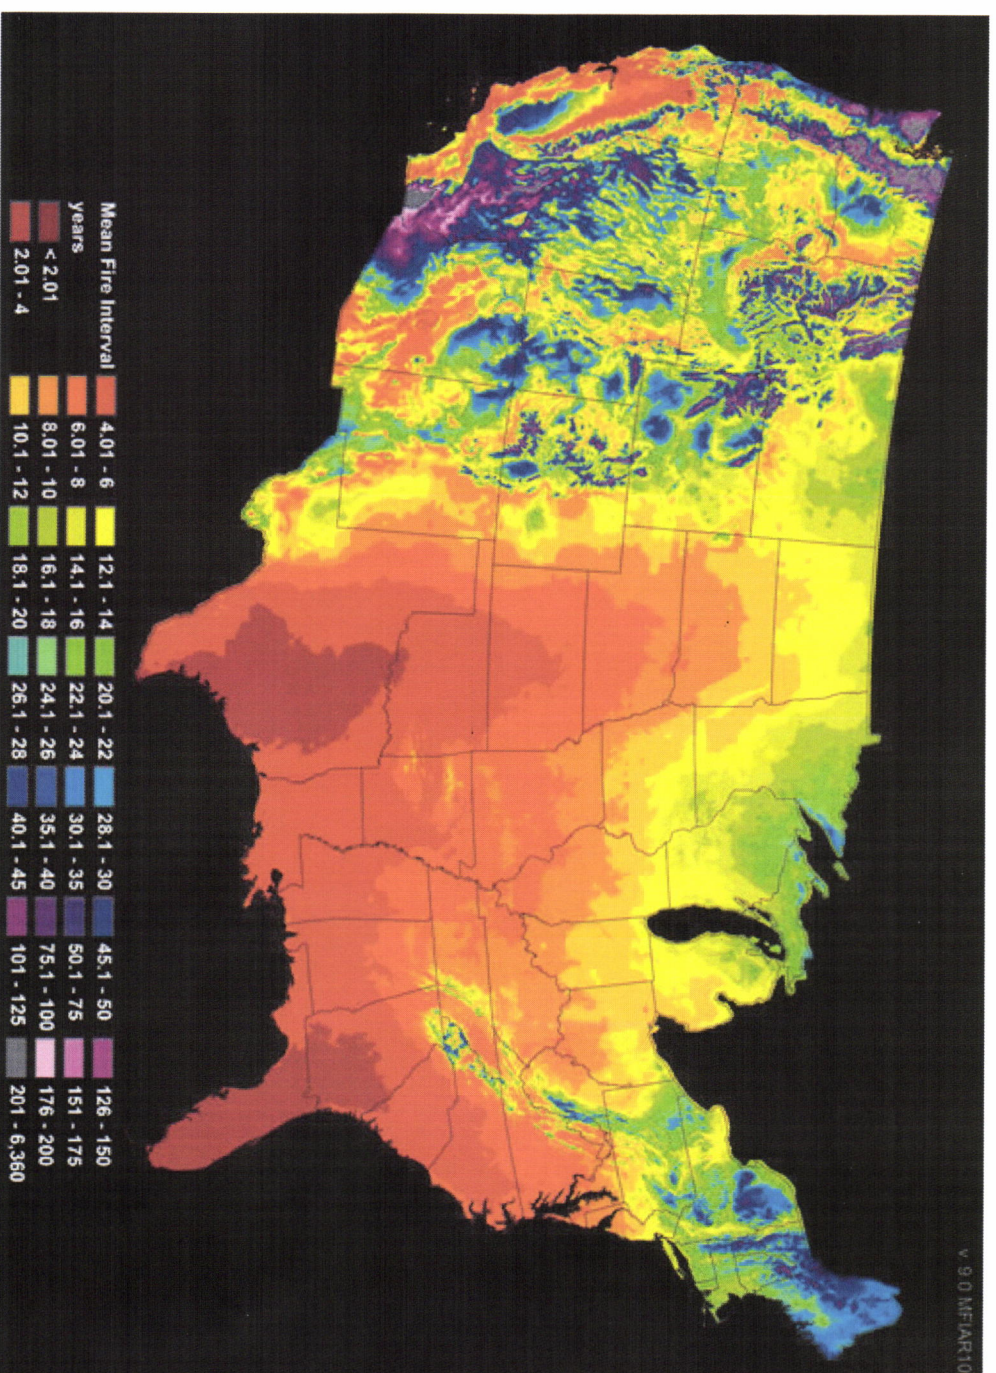 v 9.0 MFIAR10
Mean Fire Interval
years
< 2.01
2.01 - 4
4.01 - 6
6.01 - 8
8.01 - 10
10.1 - 12
12.1 - 14
14.1 - 16
16.1 - 18
18.1 - 20
20.1 - 22
22.1 - 24
24.1 - 26
26.1 - 28
28.1 - 30
30.1 - 35
35.1 - 40
40.1 - 45
45.1 - 50
50.1 - 75
75.1 - 100
101 - 125
126 - 150
151 - 175
176 - 200
201 - 6,360